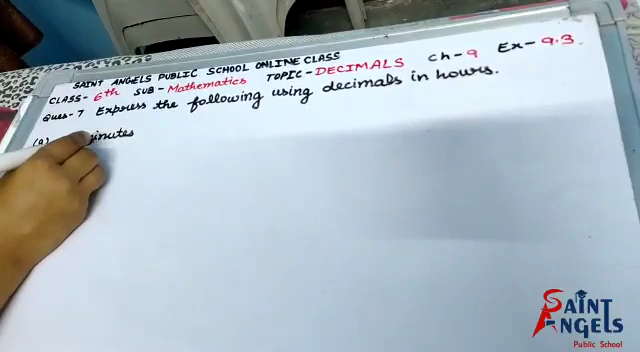 SAINT ANGELS PUBLIC SCHOOL ONLINE CLASS
CLASS- 6th SUB- Mathematics TOPIC- DECIMALS Ch-9 Ex-9.3
Ques-7 Express the following using decimals in hours.
(a)
SAINT
ANGELS
Public School